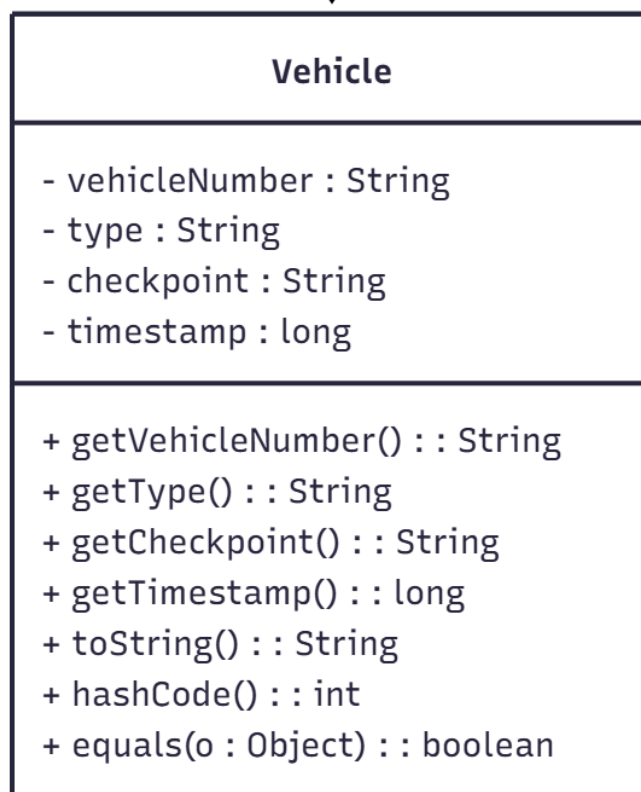 Vehicle
- vehicleNumber : String
- type : String
- checkpoint : String
- timestamp : long
+ getVehicleNumber() : : String
+ getType() : : String
+ getCheckpoint() : : String
+ getTimestamp() : : long
+ toString() : : String
+ hashCode() : : int
+ equals(o : Object) : : boolean